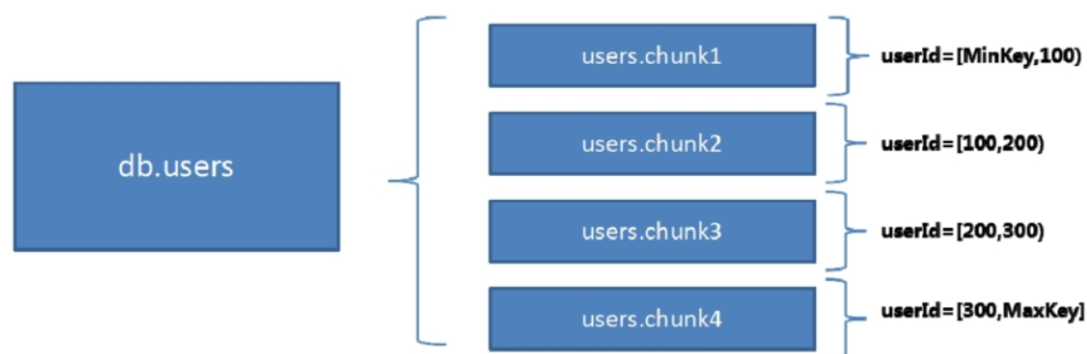 db.users
users.chunk1
userId=[MinKey,100)
users.chunk2
userId=[100,200)
users.chunk3
userId=[200,300)
users.chunk4
userId=[300,MaxKey]